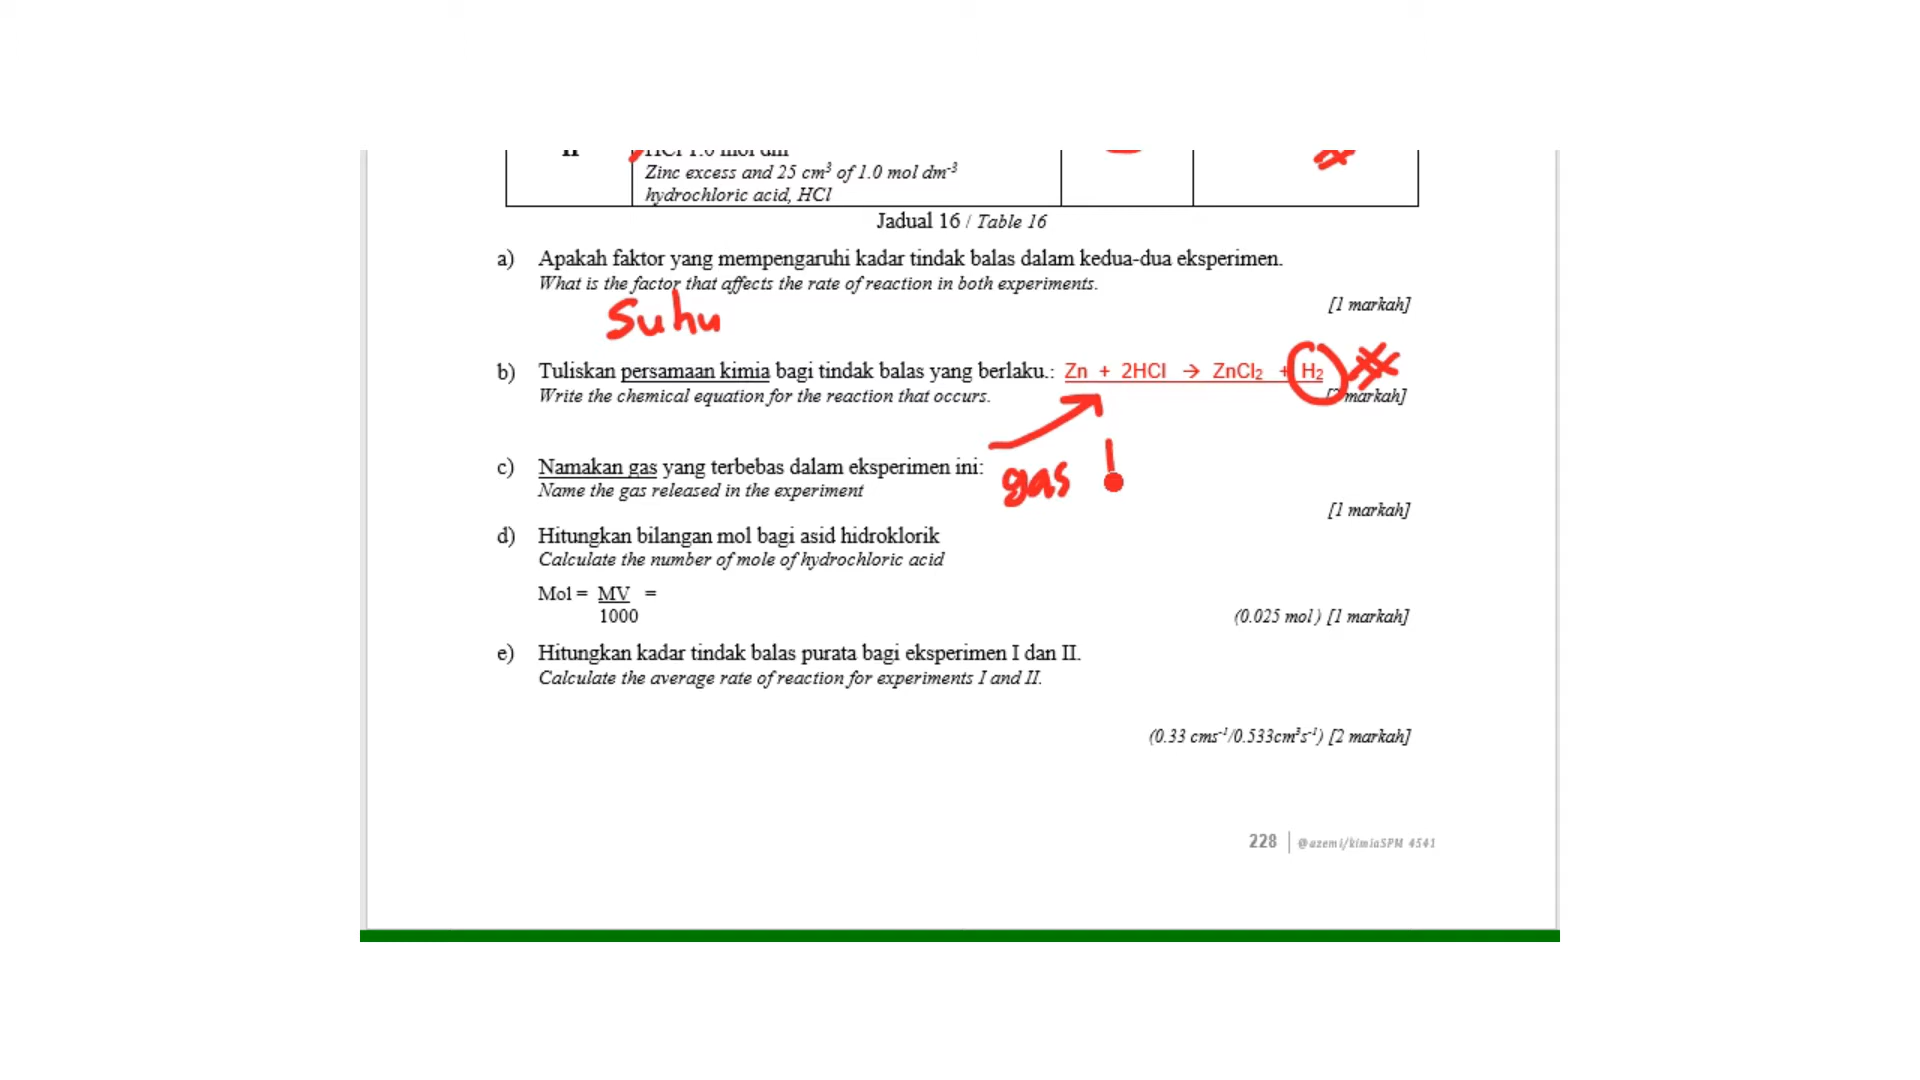 II
HCl 1.0 mol dm
Zinc excess and 25 cm³ of 1.0 mol dm⁻³
hydrochloric acid, HCl
Jadual 16 / Table 16
a) Apakah faktor yang mempengaruhi kadar tindak balas dalam kedua-dua eksperimen.
What is the factor that affects the rate of reaction in both experiments.
[1 markah]
Suhu
b) Tuliskan persamaan kimia bagi tindak balas yang berlaku.: Zn + 2HCl → ZnCl₂ + H₂
Write the chemical equation for the reaction that occurs. [2 markah]
c) Namakan gas yang terbebas dalam eksperimen ini:
gas !
Name the gas released in the experiment
[1 markah]
d) Hitungkan bilangan mol bagi asid hidroklorik
Calculate the number of mole of hydrochloric acid
Mol = MV =
1000 (0.025 mol) [1 markah]
e) Hitungkan kadar tindak balas purata bagi eksperimen I dan II.
Calculate the average rate of reaction for experiments I and II.
(0.33 cms⁻¹/0.533cm³s⁻¹) [2 markah]
228 | @azemi/kimiaSPM 4541